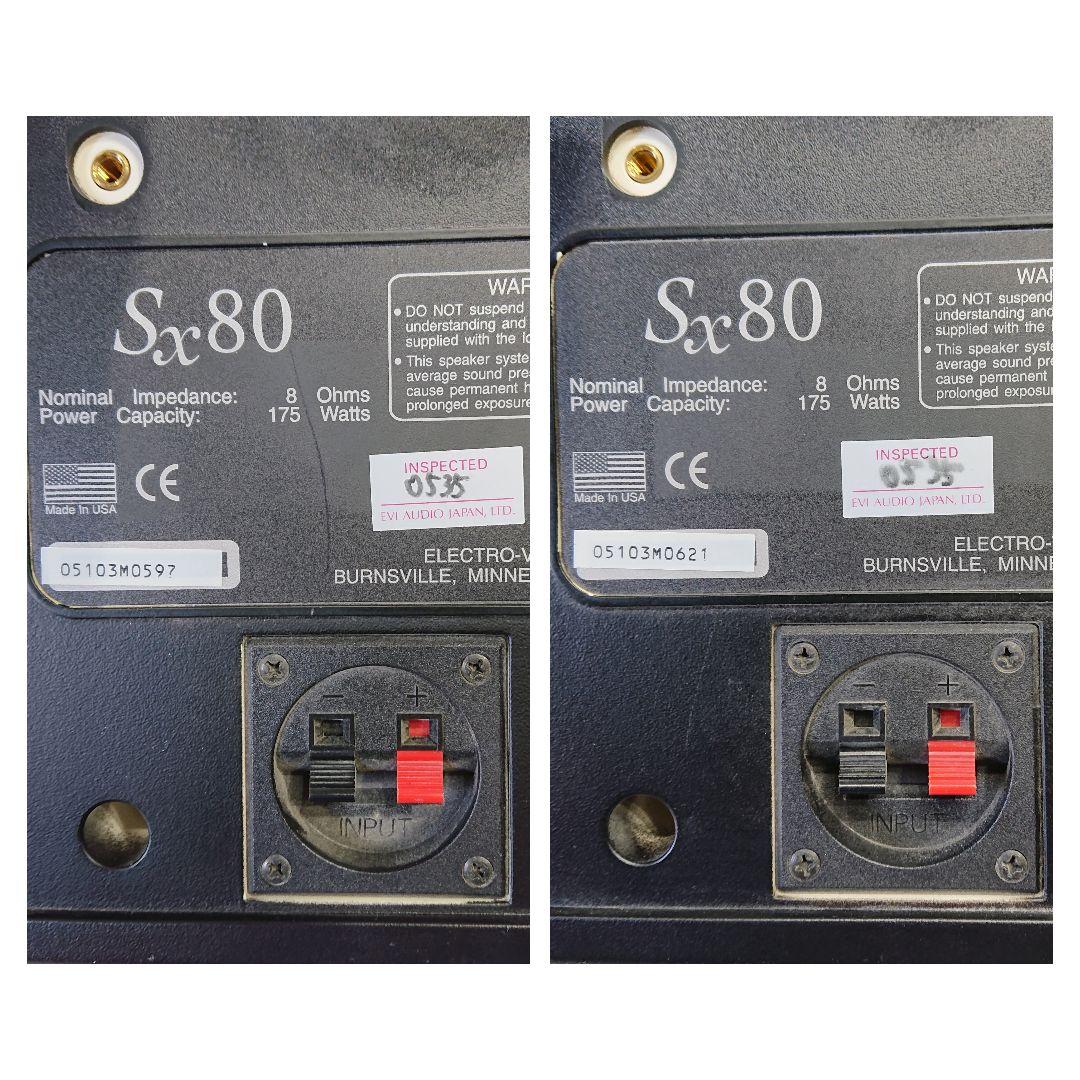 Sx80
WAR
• DO NOT suspend
understanding and
supplied with the
• This speaker syste
average sound pre
cause permanent h
prolonged exposure
Nominal Impedance: 8 Ohms
Power Capacity: 175 Watts
Made In USA
CE
INSPECTED
0535
EVI AUDIO JAPAN, LTD.
05103M0597
ELECTRO-V
BURNSVILLE, MINNE
− +
INPUT
Sx80
WAR
• DO NOT suspend
understanding and
supplied with the
• This speaker syste
average sound pre
cause permanent
prolonged exposu
Nominal Impedance: 8 Ohms
Power Capacity: 175 Watts
Made In USA
CE
INSPECTED
0535
EVI AUDIO JAPAN, LTD.
05103M0621
ELECTRO-
BURNSVILLE, MINNE
− +
INPUT